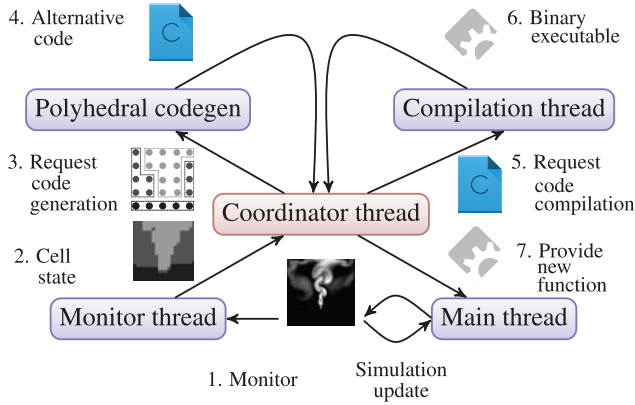 4. Alternative
code
C
6. Binary
executable
Polyhedral codegen
Compilation thread
3. Request
code
generation
5. Request
code
compilation
C
Coordinator thread
2. Cell
state
7. Provide
new
function
Monitor thread
Main thread
1. Monitor
Simulation
update